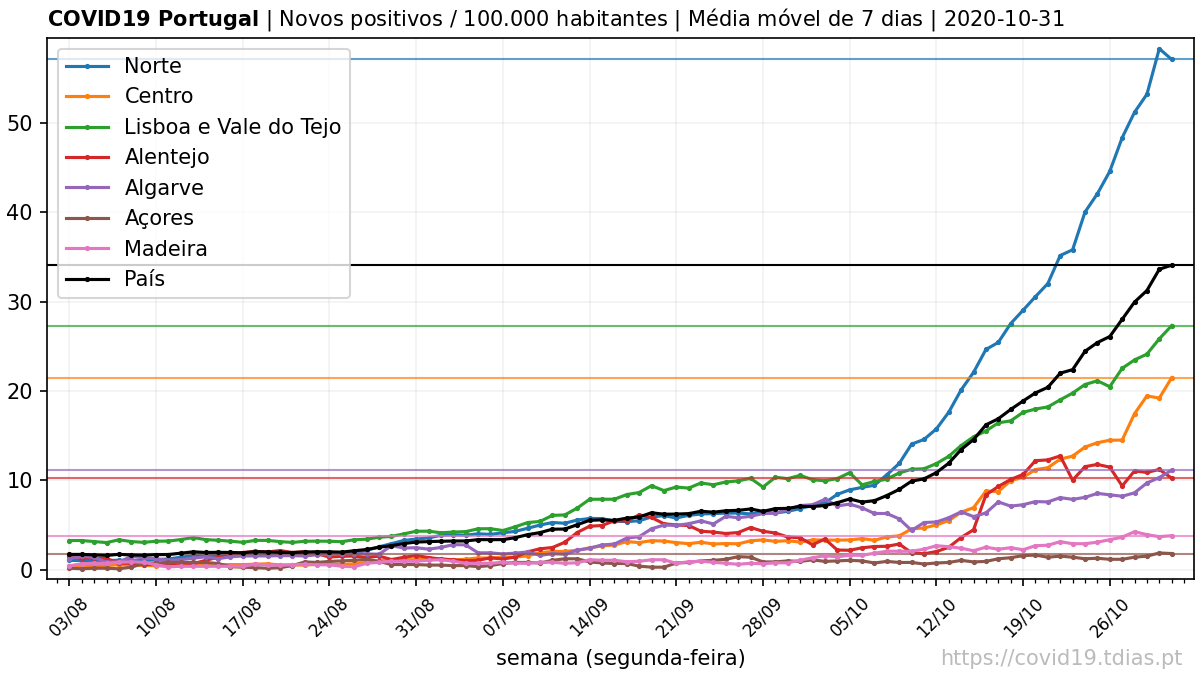 COVID19 Portugal | Novos positivos / 100.000 habitantes | Média móvel de 7 dias | 2020-10-31
Norte
Centro
Lisboa e Vale do Tejo
Alentejo
Algarve
Açores
Madeira
País
50
40
30
20
10
0
03/08
10/08
17/08
24/08
31/08
07/09
14/09
21/09
28/09
05/10
12/10
19/10
26/10
semana (segunda-feira)
https://covid19.tdias.pt